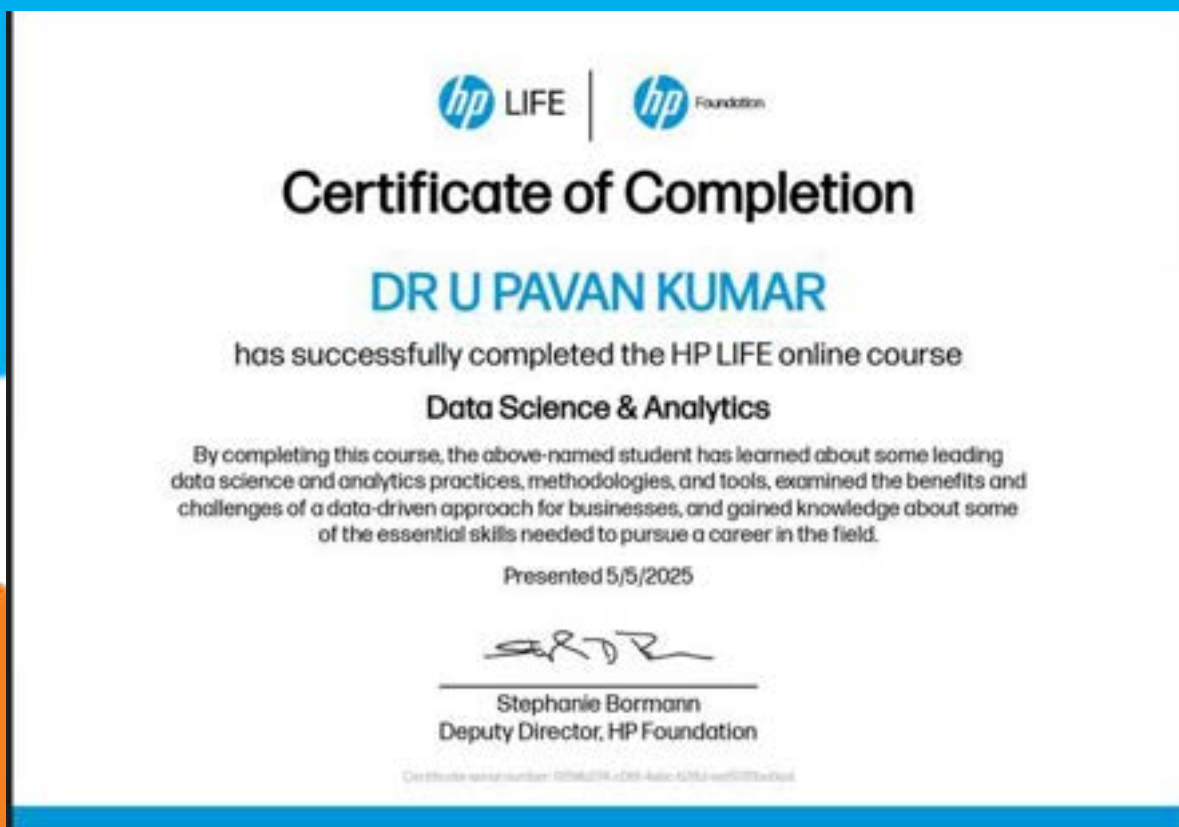 hp LIFE hp Foundation
Certificate of Completion
DR U PAVAN KUMAR
has successfully completed the HP LIFE online course
Data Science & Analytics
By completing this course, the above-named student has learned about some leading
data science and analytics practices, methodologies, and tools, examined the benefits and
challenges of a data-driven approach for businesses, and gained knowledge about some
of the essential skills needed to pursue a career in the field.
Presented 5/5/2025
Stephanie Bormann
Deputy Director, HP Foundation
Certificate serial number: